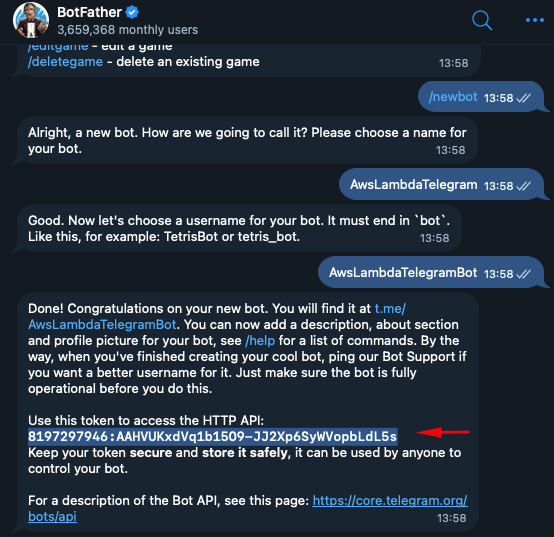 BotFather
3,659,368 monthly users
/editgame - edit a game
/deletegame - delete an existing game
13:58
/newbot 13:58
Alright, a new bot. How are we going to call it? Please choose a name for
your bot.
13:58
AwsLambdaTelegram 13:58
Good. Now let's choose a username for your bot. It must end in `bot`.
Like this, for example: TetrisBot or tetris_bot.
13:58
AwsLambdaTelegramBot 13:58
Done! Congratulations on your new bot. You will find it at t.me/
AwsLambdaTelegramBot. You can now add a description, about section
and profile picture for your bot, see /help for a list of commands. By the
way, when you've finished creating your cool bot, ping our Bot Support if
you want a better username for it. Just make sure the bot is fully
operational before you do this.
Use this token to access the HTTP API:
8197297946:AAHVUKxdVq1b15O9-JJ2Xp6SyWVopbLdL5s
Keep your token secure and store it safely, it can be used by anyone to
control your bot.
For a description of the Bot API, see this page: https://core.telegram.org/
bots/api
13:58